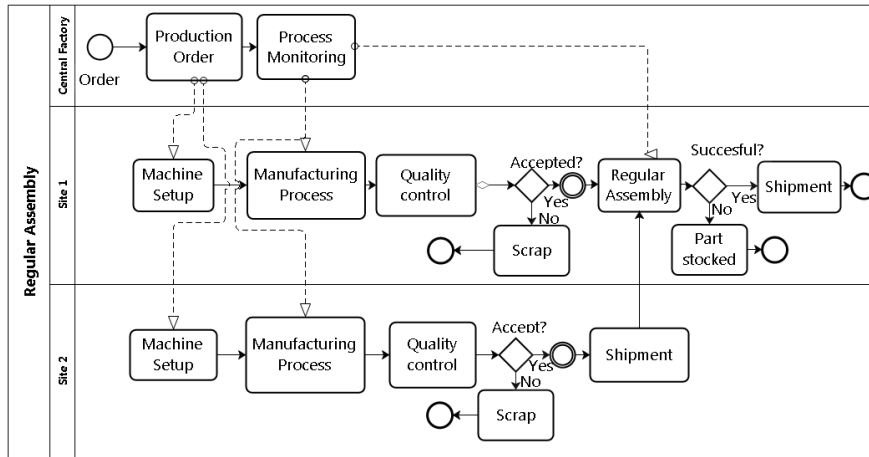 Regular Assembly
Central Factory
Order
Production
Order
Process
Monitoring
Site 1
Machine
Setup
Manufacturing
Process
Quality
control
Accepted?
Yes
No
Scrap
Regular
Assembly
Succesful?
Yes
No
Shipment
Part
stocked
Site 2
Machine
Setup
Manufacturing
Process
Quality
control
Accept?
Yes
No
Scrap
Shipment